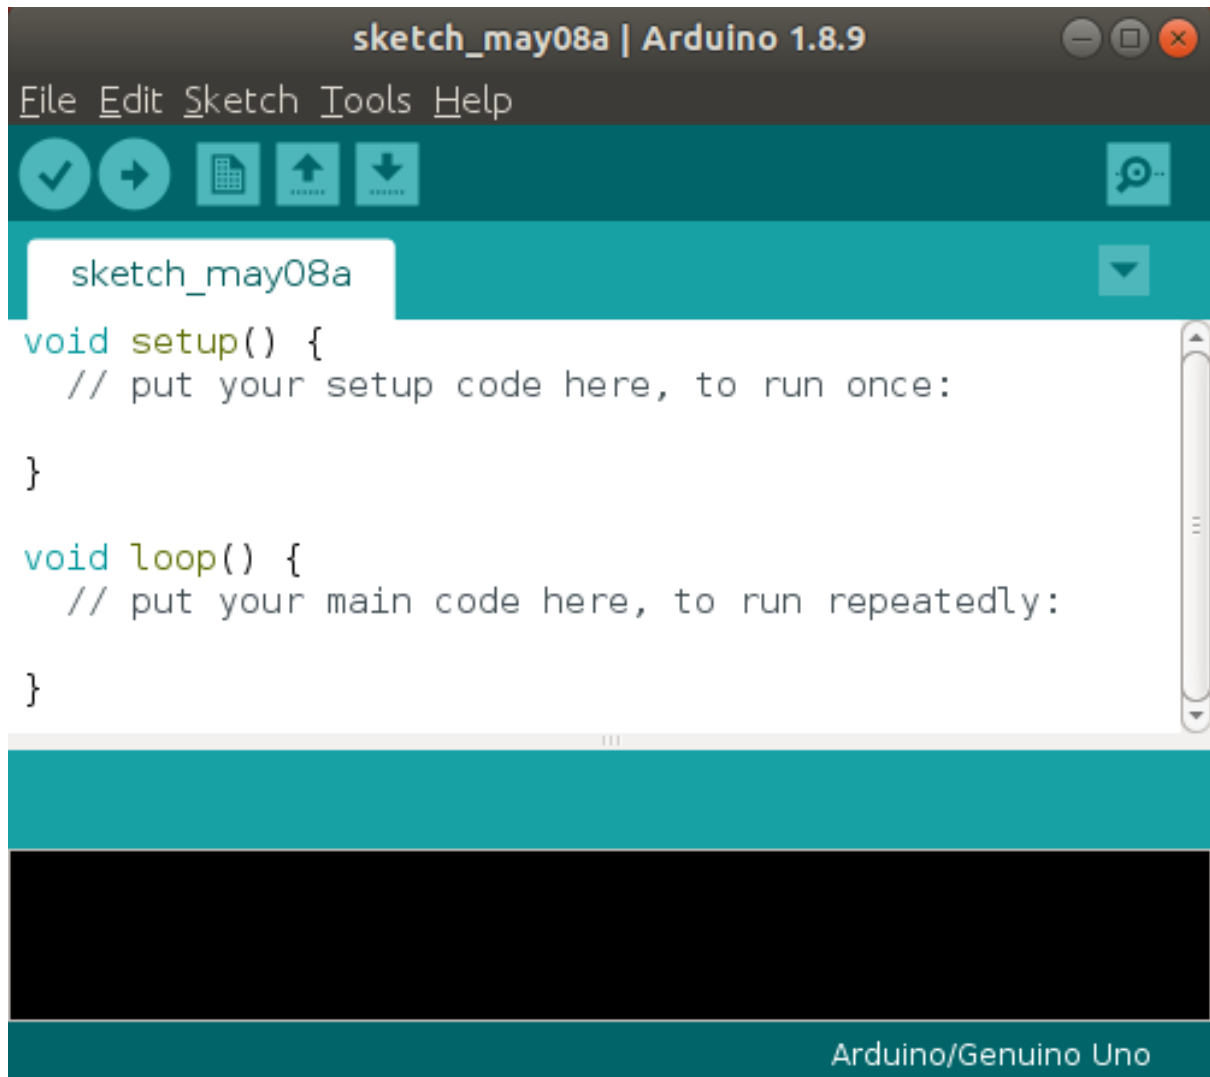 sketch_may08a | Arduino 1.8.9
File Edit Sketch Tools Help
sketch_may08a
void setup() {
  // put your setup code here, to run once:
}
void loop() {
  // put your main code here, to run repeatedly:
}
Arduino/Genuino Uno